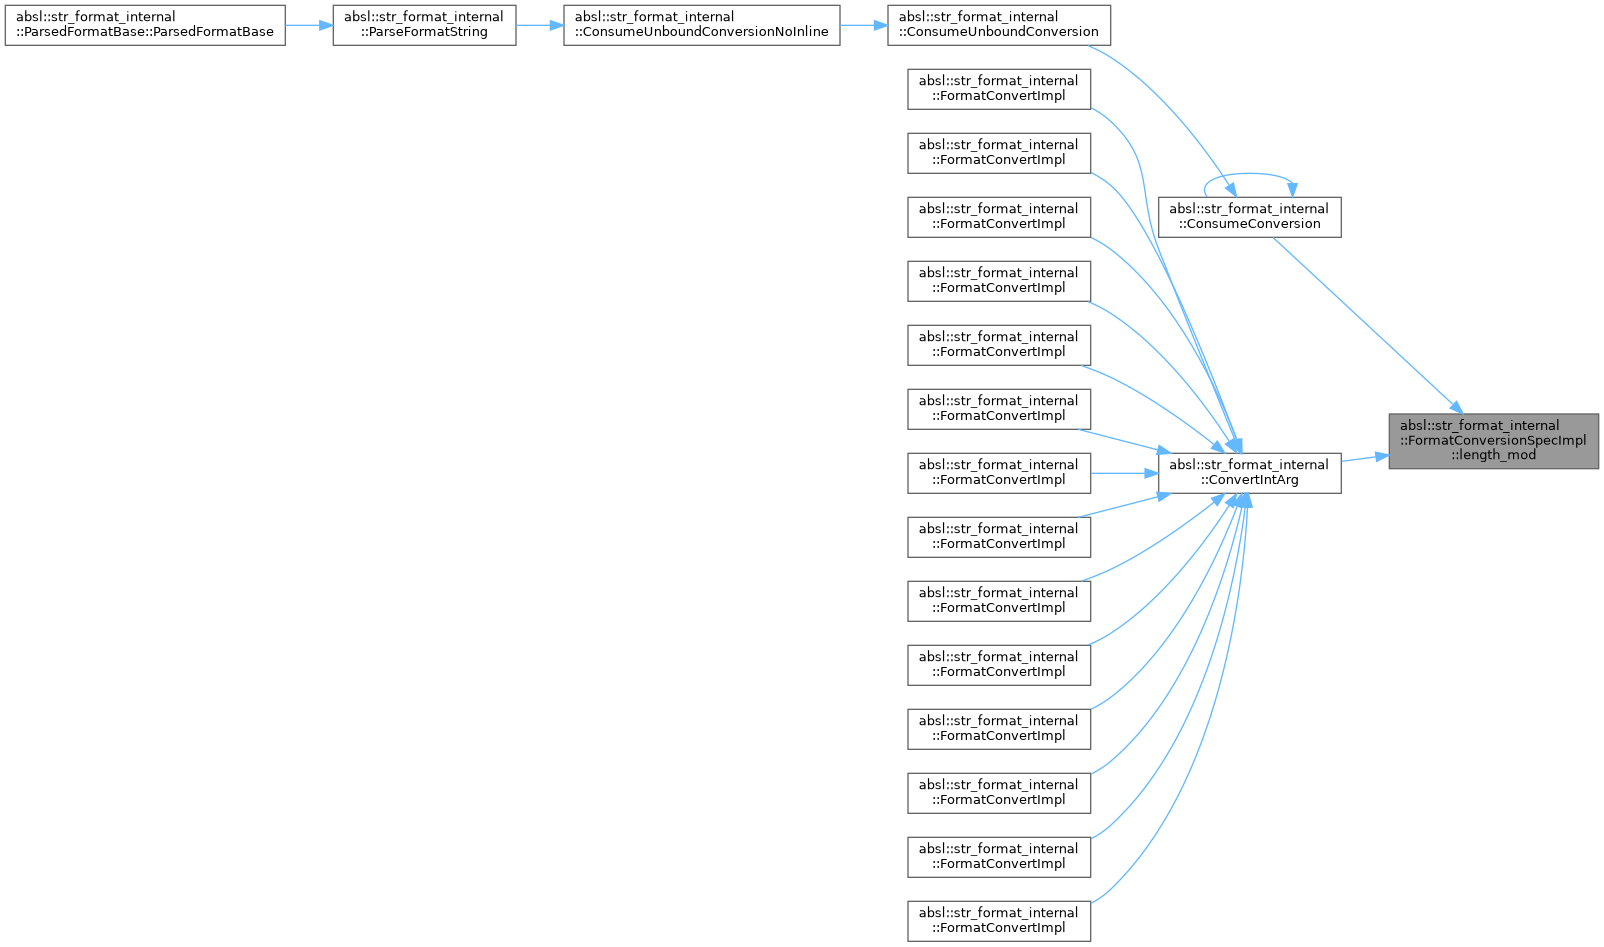 absl::str_format_internal
::ParsedFormatBase::ParsedFormatBase
absl::str_format_internal
::ParseFormatString
absl::str_format_internal
::ConsumeUnboundConversionNoInline
absl::str_format_internal
::ConsumeUnboundConversion
absl::str_format_internal
::FormatConvertImpl
absl::str_format_internal
::FormatConvertImpl
absl::str_format_internal
::FormatConvertImpl
absl::str_format_internal
::ConsumeConversion
absl::str_format_internal
::FormatConvertImpl
absl::str_format_internal
::FormatConvertImpl
absl::str_format_internal
::FormatConvertImpl
absl::str_format_internal
::FormatConversionSpecImpl
::length_mod
absl::str_format_internal
::FormatConvertImpl
absl::str_format_internal
::ConvertIntArg
absl::str_format_internal
::FormatConvertImpl
absl::str_format_internal
::FormatConvertImpl
absl::str_format_internal
::FormatConvertImpl
absl::str_format_internal
::FormatConvertImpl
absl::str_format_internal
::FormatConvertImpl
absl::str_format_internal
::FormatConvertImpl
absl::str_format_internal
::FormatConvertImpl